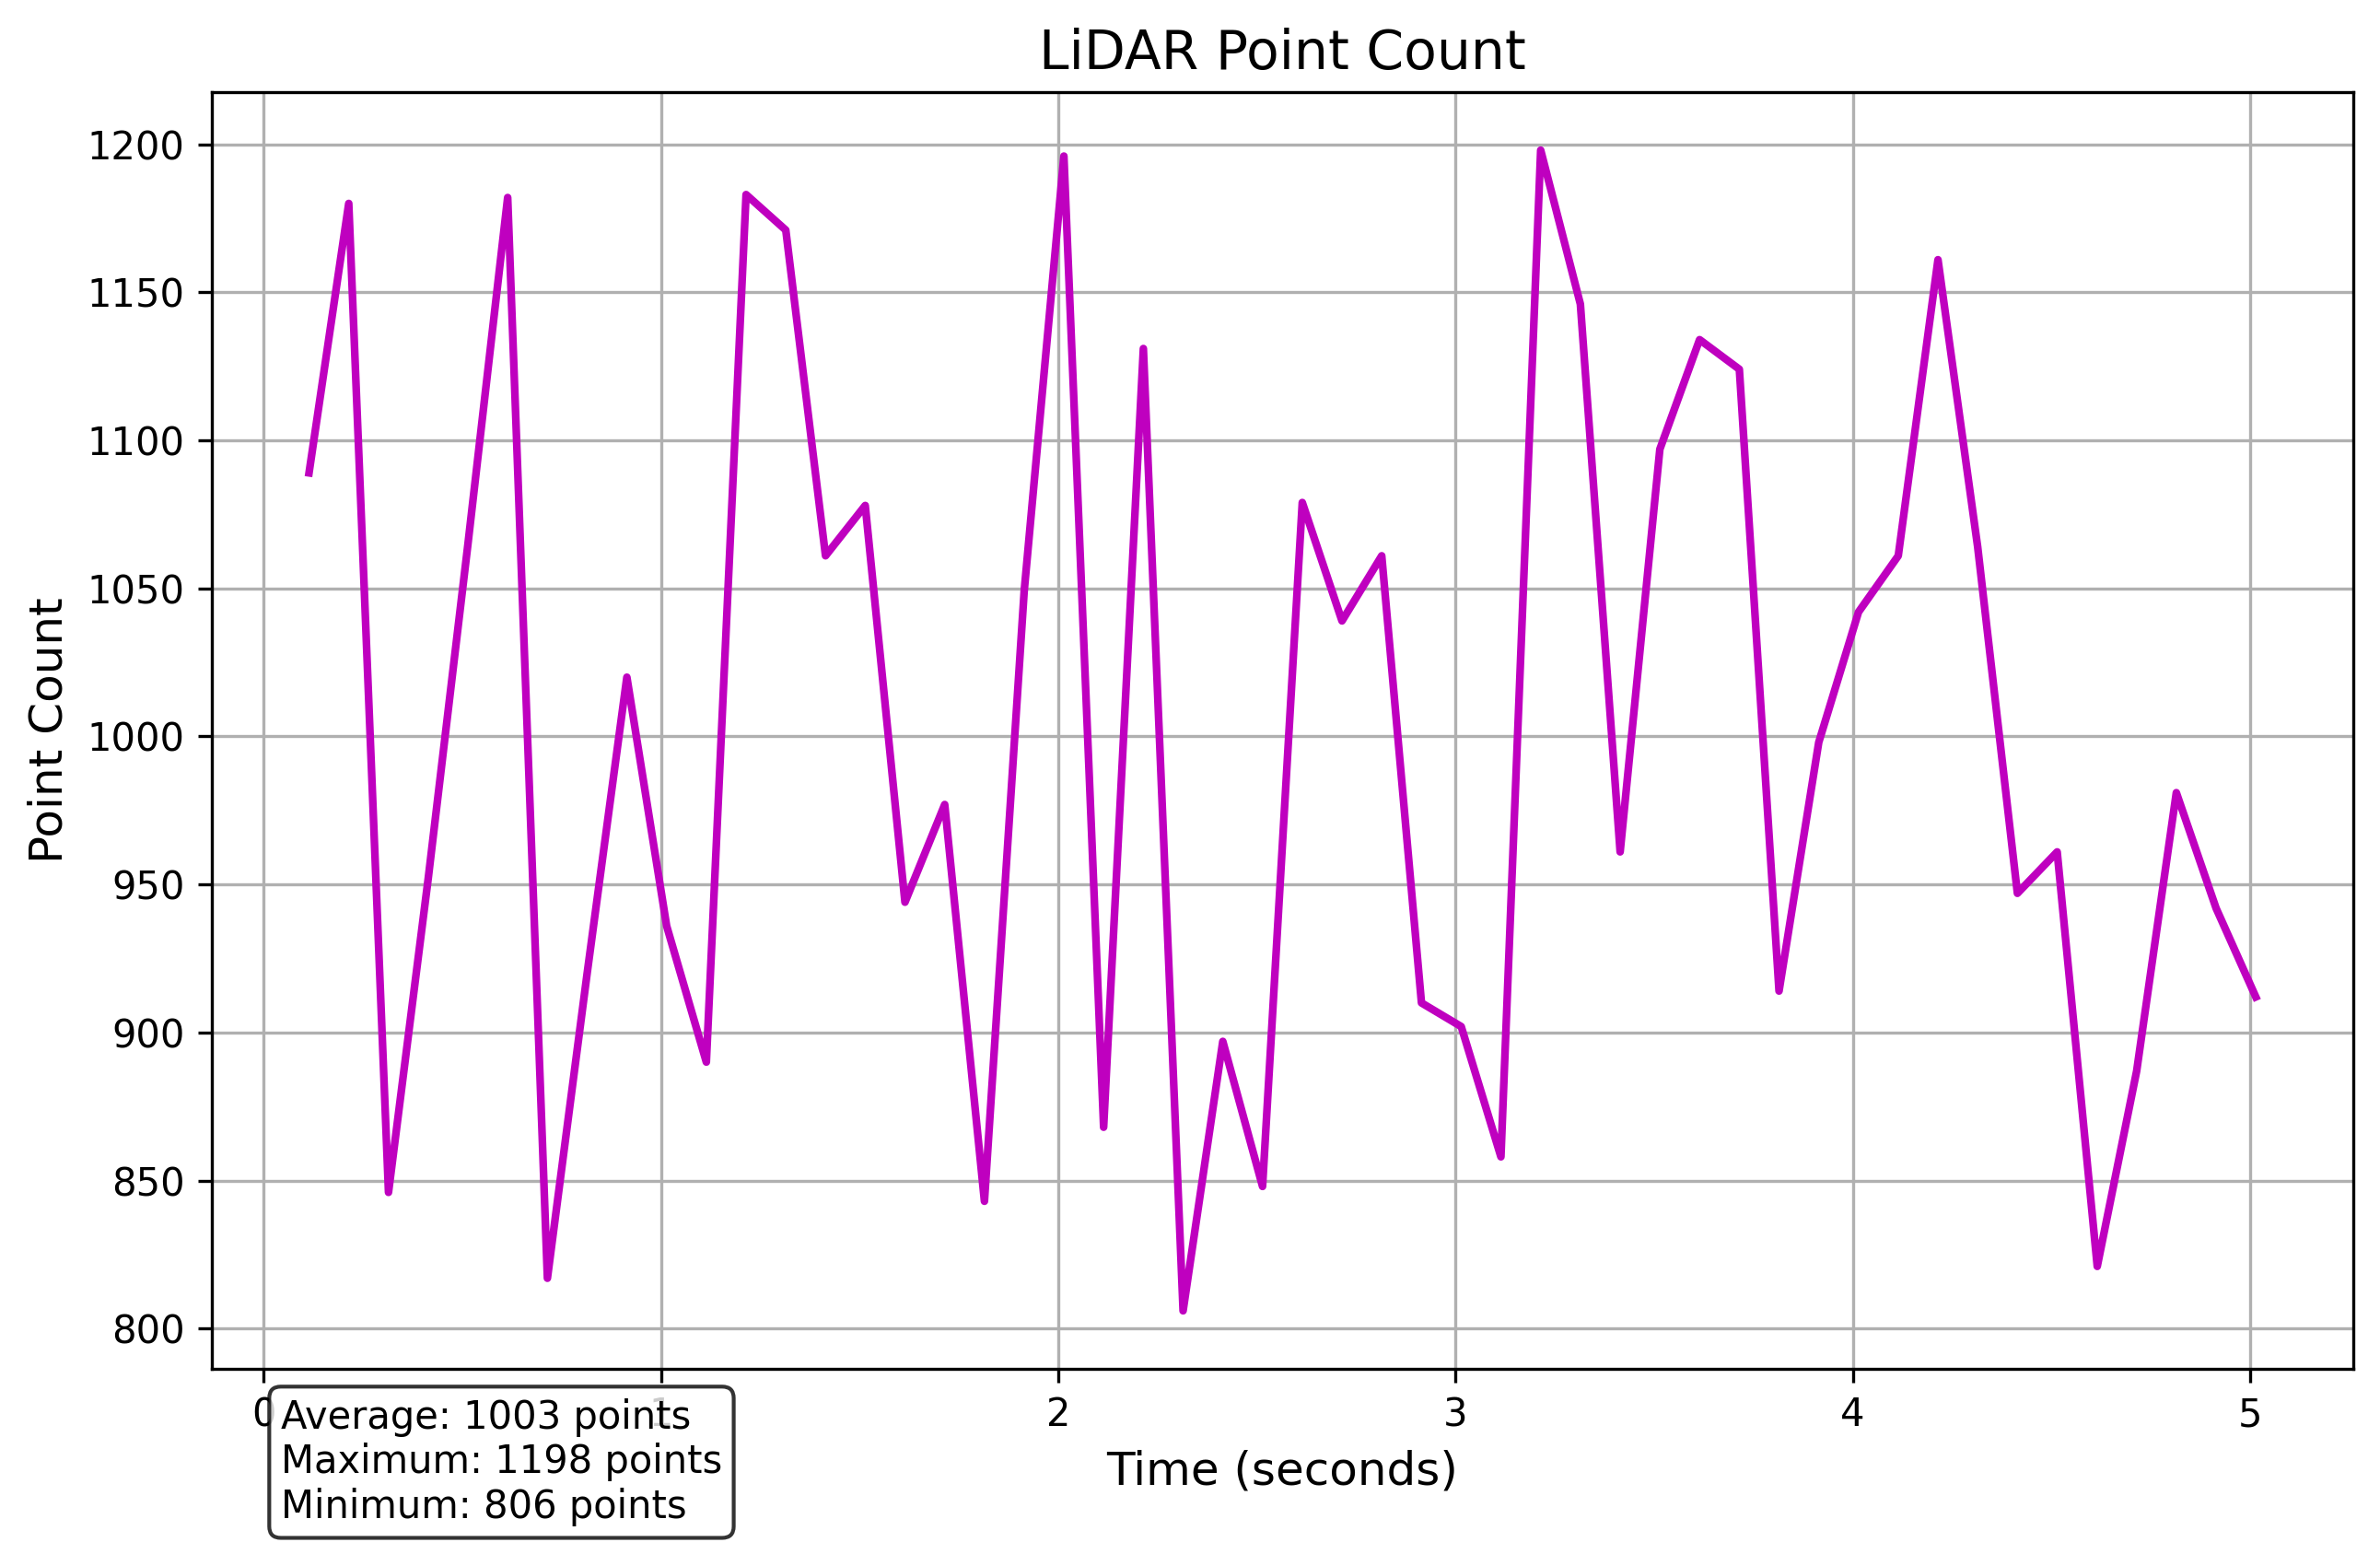 LiDAR Point Count
Point Count
1200
1150
1100
1050
1000
950
900
850
800
0 1 2 3 4 5
Time (seconds)
Average: 1003 points
Maximum: 1198 points
Minimum: 806 points